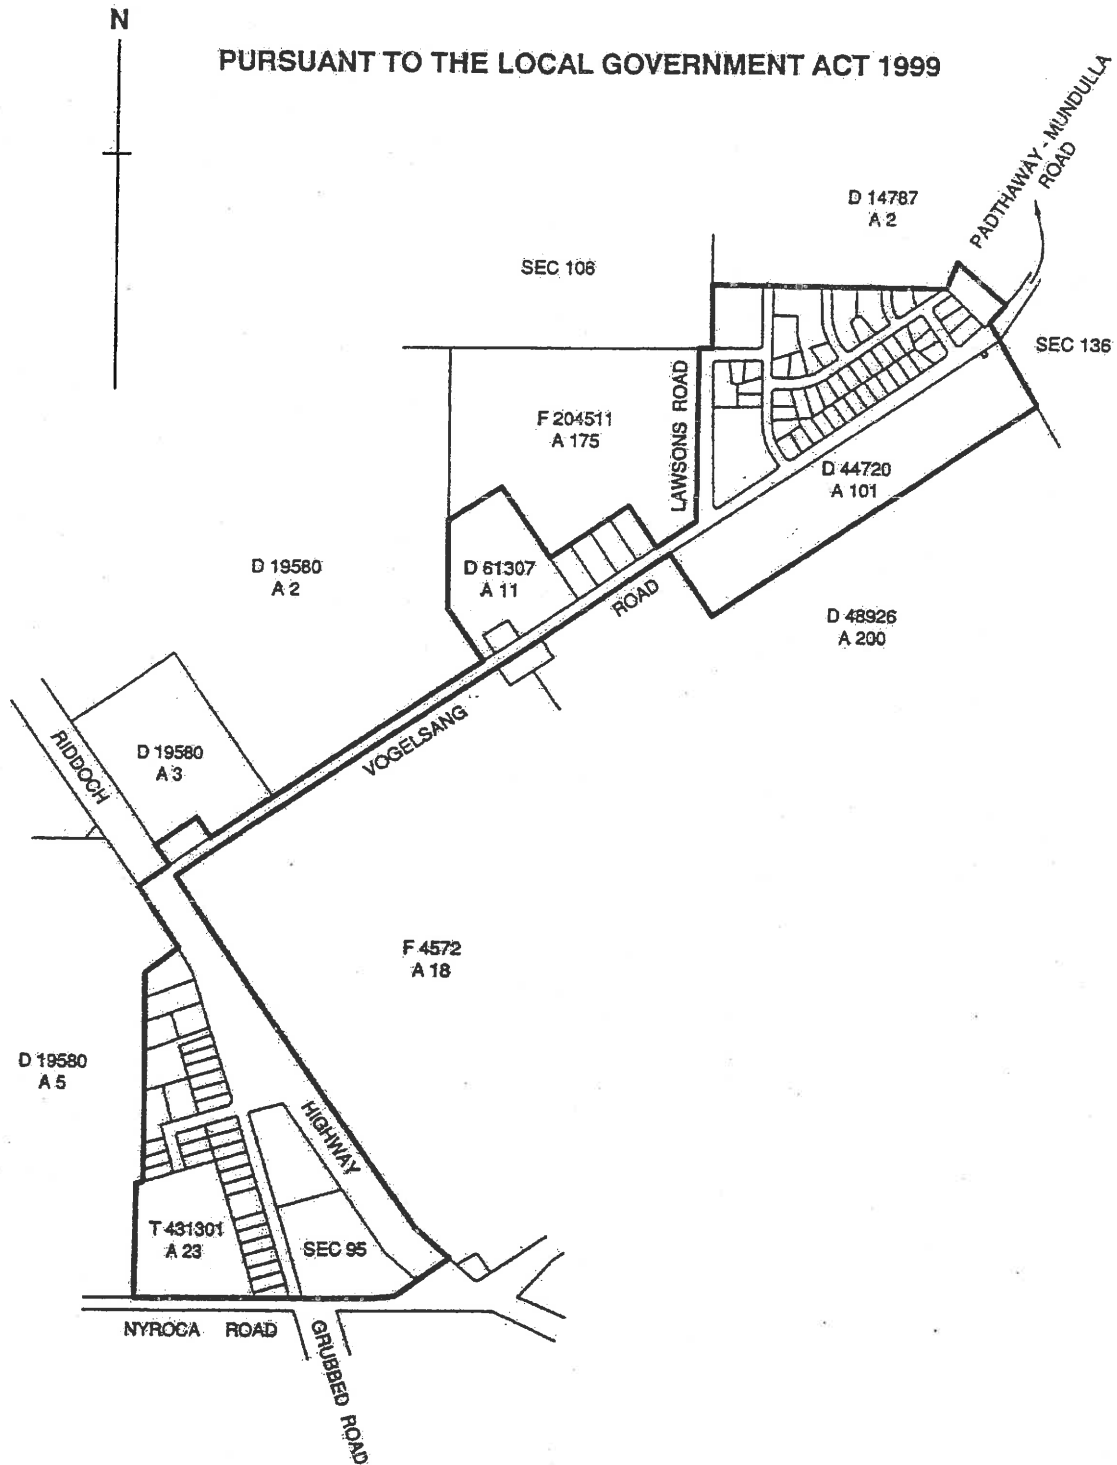 N
PURSUANT TO THE LOCAL GOVERNMENT ACT 1999
PADTHAWAY - MUNDULLA
ROAD
D 14787
A 2
SEC 108
SEC 136
F 204511
A 175
LAWSONS ROAD
D 44720
A 101
D 19580
A 2
D 61307
A 11
ROAD
D 48926
A 200
VOGELSANG
RIDDOCH
D 19580
A 3
F 4572
A 18
D 19580
A 5
HIGHWAY
T 431301
A 23
SEC 95
NYROCA ROAD
GRUBBED ROAD